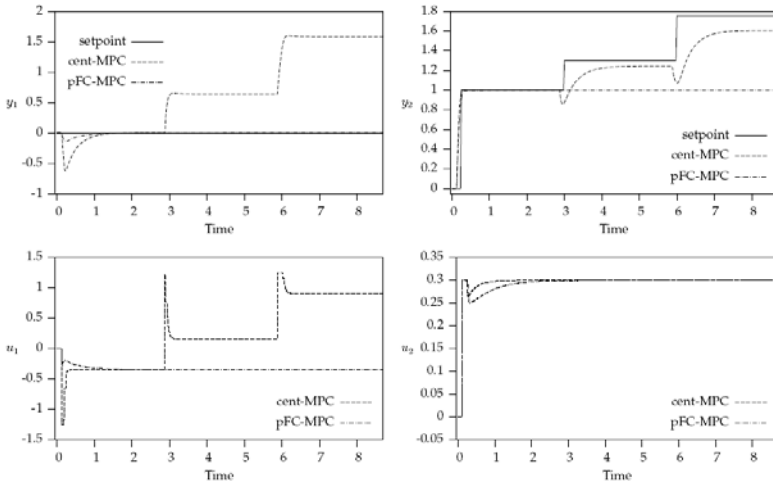 2
1.5
1
0.5
0
-0.5
-1
y1
setpoint
cent-MPC
pFC-MPC
0 1 2 3 4 5 6 7 8
Time
1.8
1.6
1.4
1.2
1
0.8
0.6
0.4
0.2
0
y2
setpoint
cent-MPC
pFC-MPC
0 1 2 3 4 5 6 7 8
Time
1.5
1
0.5
0
-0.5
-1
-1.5
u1
cent-MPC
pFC-MPC
0 1 2 3 4 5 6 7 8
Time
0.35
0.3
0.25
0.2
0.15
0.1
0.05
0
-0.05
u2
cent-MPC
pFC-MPC
0 1 2 3 4 5 6 7 8
Time